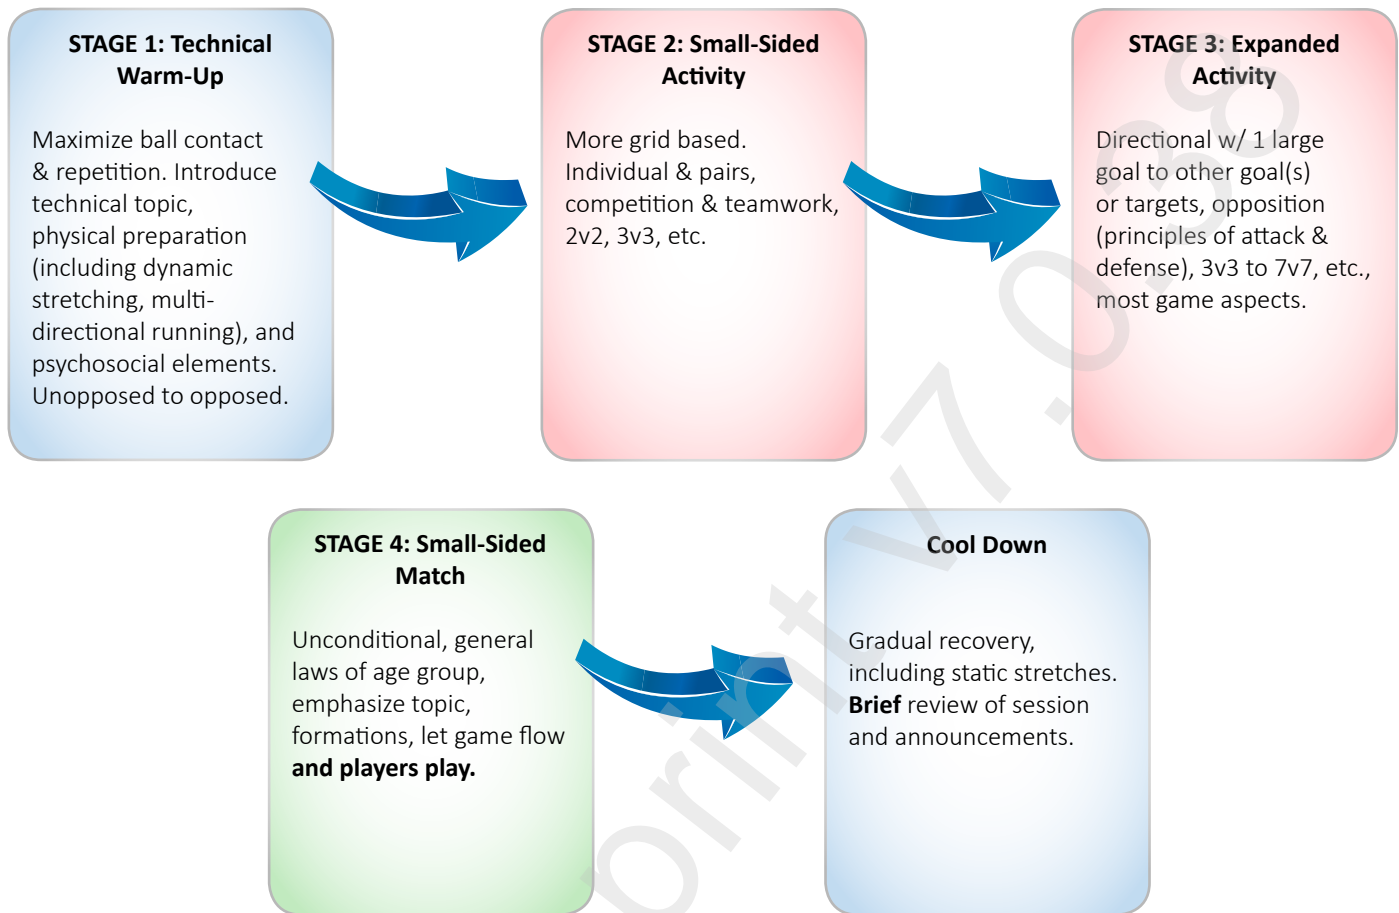 STAGE 1: Technical
Warm-Up
Maximize ball contact
& repetition. Introduce
technical topic,
physical preparation
(including dynamic
stretching, multi-
directional running), and
psychosocial elements.
Unopposed to opposed.
STAGE 2: Small-Sided
Activity
More grid based.
Individual & pairs,
competition & teamwork,
2v2, 3v3, etc.
STAGE 3: Expanded
Activity
Directional w/ 1 large
goal to other goal(s)
or targets, opposition
(principles of attack &
defense), 3v3 to 7v7, etc.,
most game aspects.
STAGE 4: Small-Sided
Match
Unconditional, general
laws of age group,
emphasize topic,
formations, let game flow
and players play.
Cool Down
Gradual recovery,
including static stretches.
Brief review of session
and announcements.
print v7.0.38